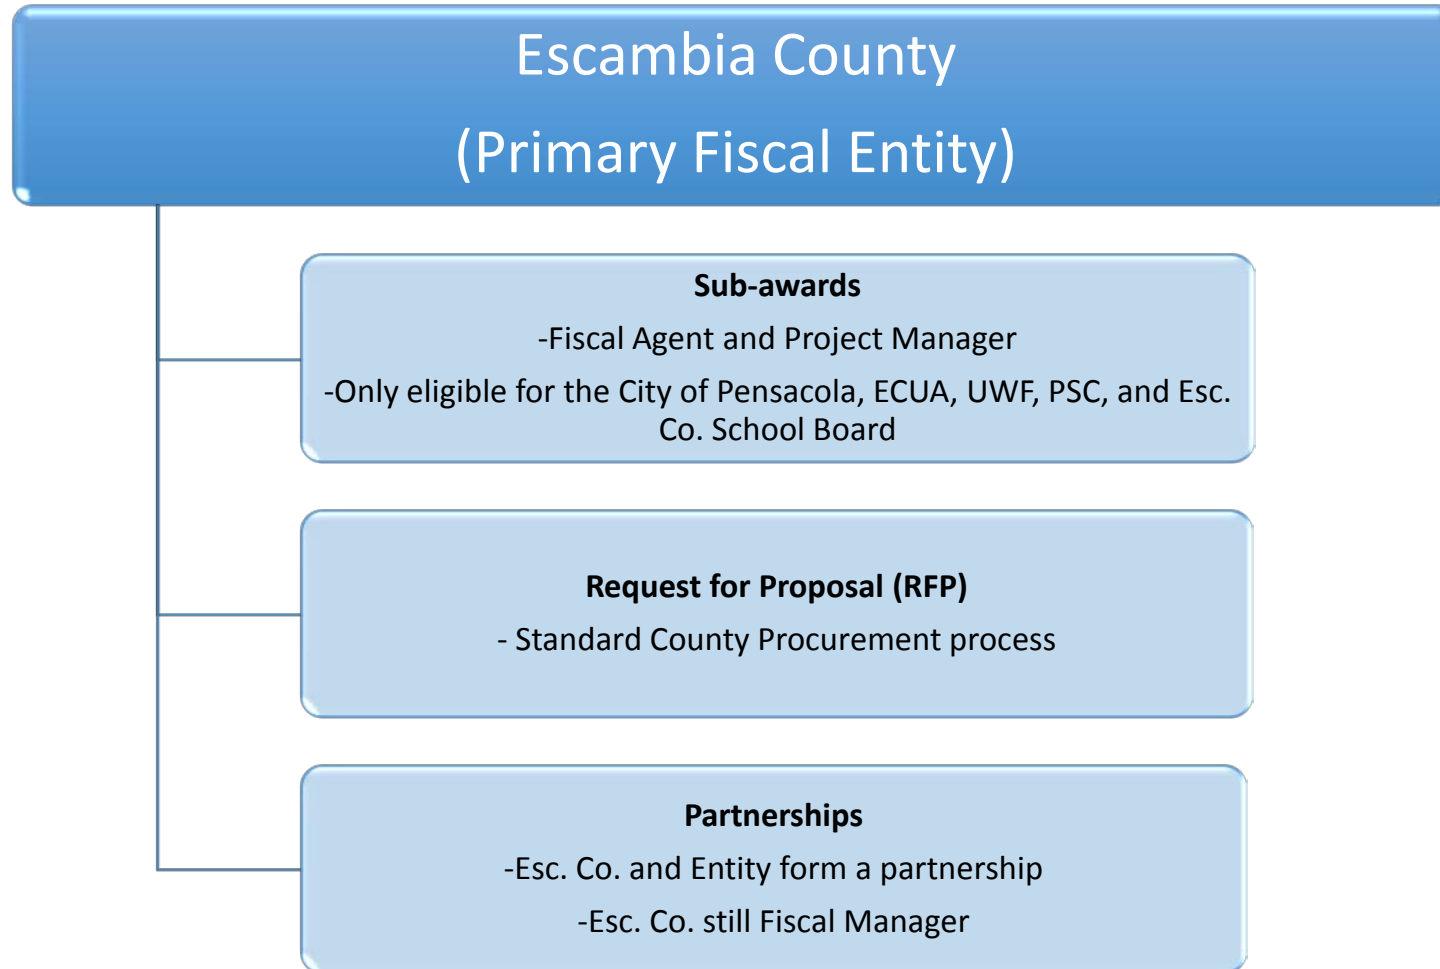 Escambia County
(Primary Fiscal Entity)
Sub-awards
-Fiscal Agent and Project Manager
-Only eligible for the City of Pensacola, ECUA, UWF, PSC, and Esc.
Co. School Board
Request for Proposal (RFP)
- Standard County Procurement process
Partnerships
-Esc. Co. and Entity form a partnership
-Esc. Co. still Fiscal Manager